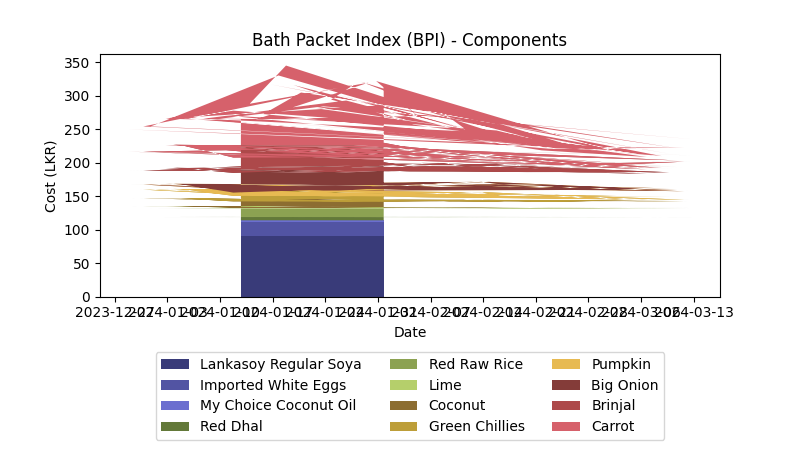 Bath Packet Index (BPI) - Components
350
300
250
200
150
100
50
0
Cost (LKR)
2023-12-27 2024-01-03 2024-01-10 2024-01-17 2024-01-24 2024-01-31 2024-02-07 2024-02-14 2024-02-21 2024-02-28 2024-03-06 2024-03-13
Date
Lankasoy Regular Soya Red Raw Rice Pumpkin
Imported White Eggs Lime Big Onion
My Choice Coconut Oil Coconut Brinjal
Red Dhal Green Chillies Carrot